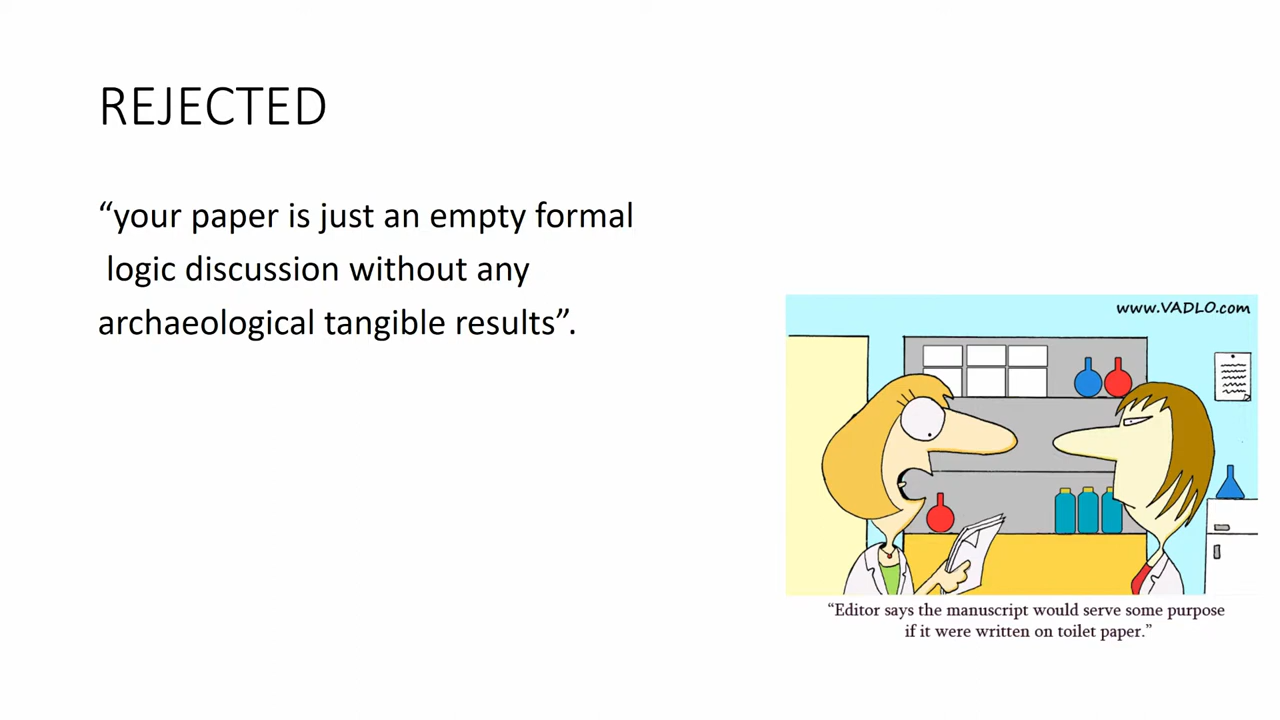 REJECTED
“your paper is just an empty formal
logic discussion without any
archaeological tangible results”.
www.VADLO.com
“Editor says the manuscript would serve some purpose
if it were written on toilet paper.”